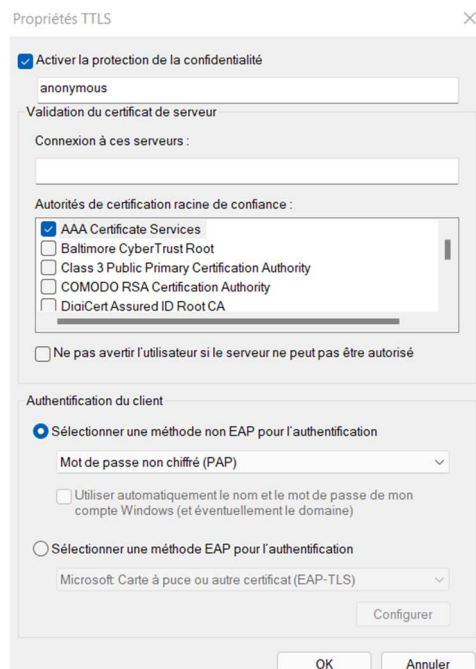 Propriétés TTLS
Activer la protection de la confidentialité
anonymous
Validation du certificat de serveur
Connexion à ces serveurs :
Autorités de certification racine de confiance :
AAA Certificate Services
Baltimore CyberTrust Root
Class 3 Public Primary Certification Authority
COMODO RSA Certification Authority
DigiCert Assured ID Root CA
Ne pas avertir l'utilisateur si le serveur ne peut pas être autorisé
Authentification du client
Sélectionner une méthode non EAP pour l'authentification
Mot de passe non chiffré (PAP)
Utiliser automatiquement le nom et le mot de passe de mon
compte Windows (et éventuellement le domaine)
Sélectionner une méthode EAP pour l'authentification
Microsoft: Carte à puce ou autre certificat (EAP-TLS)
Configurer
OK Annuler